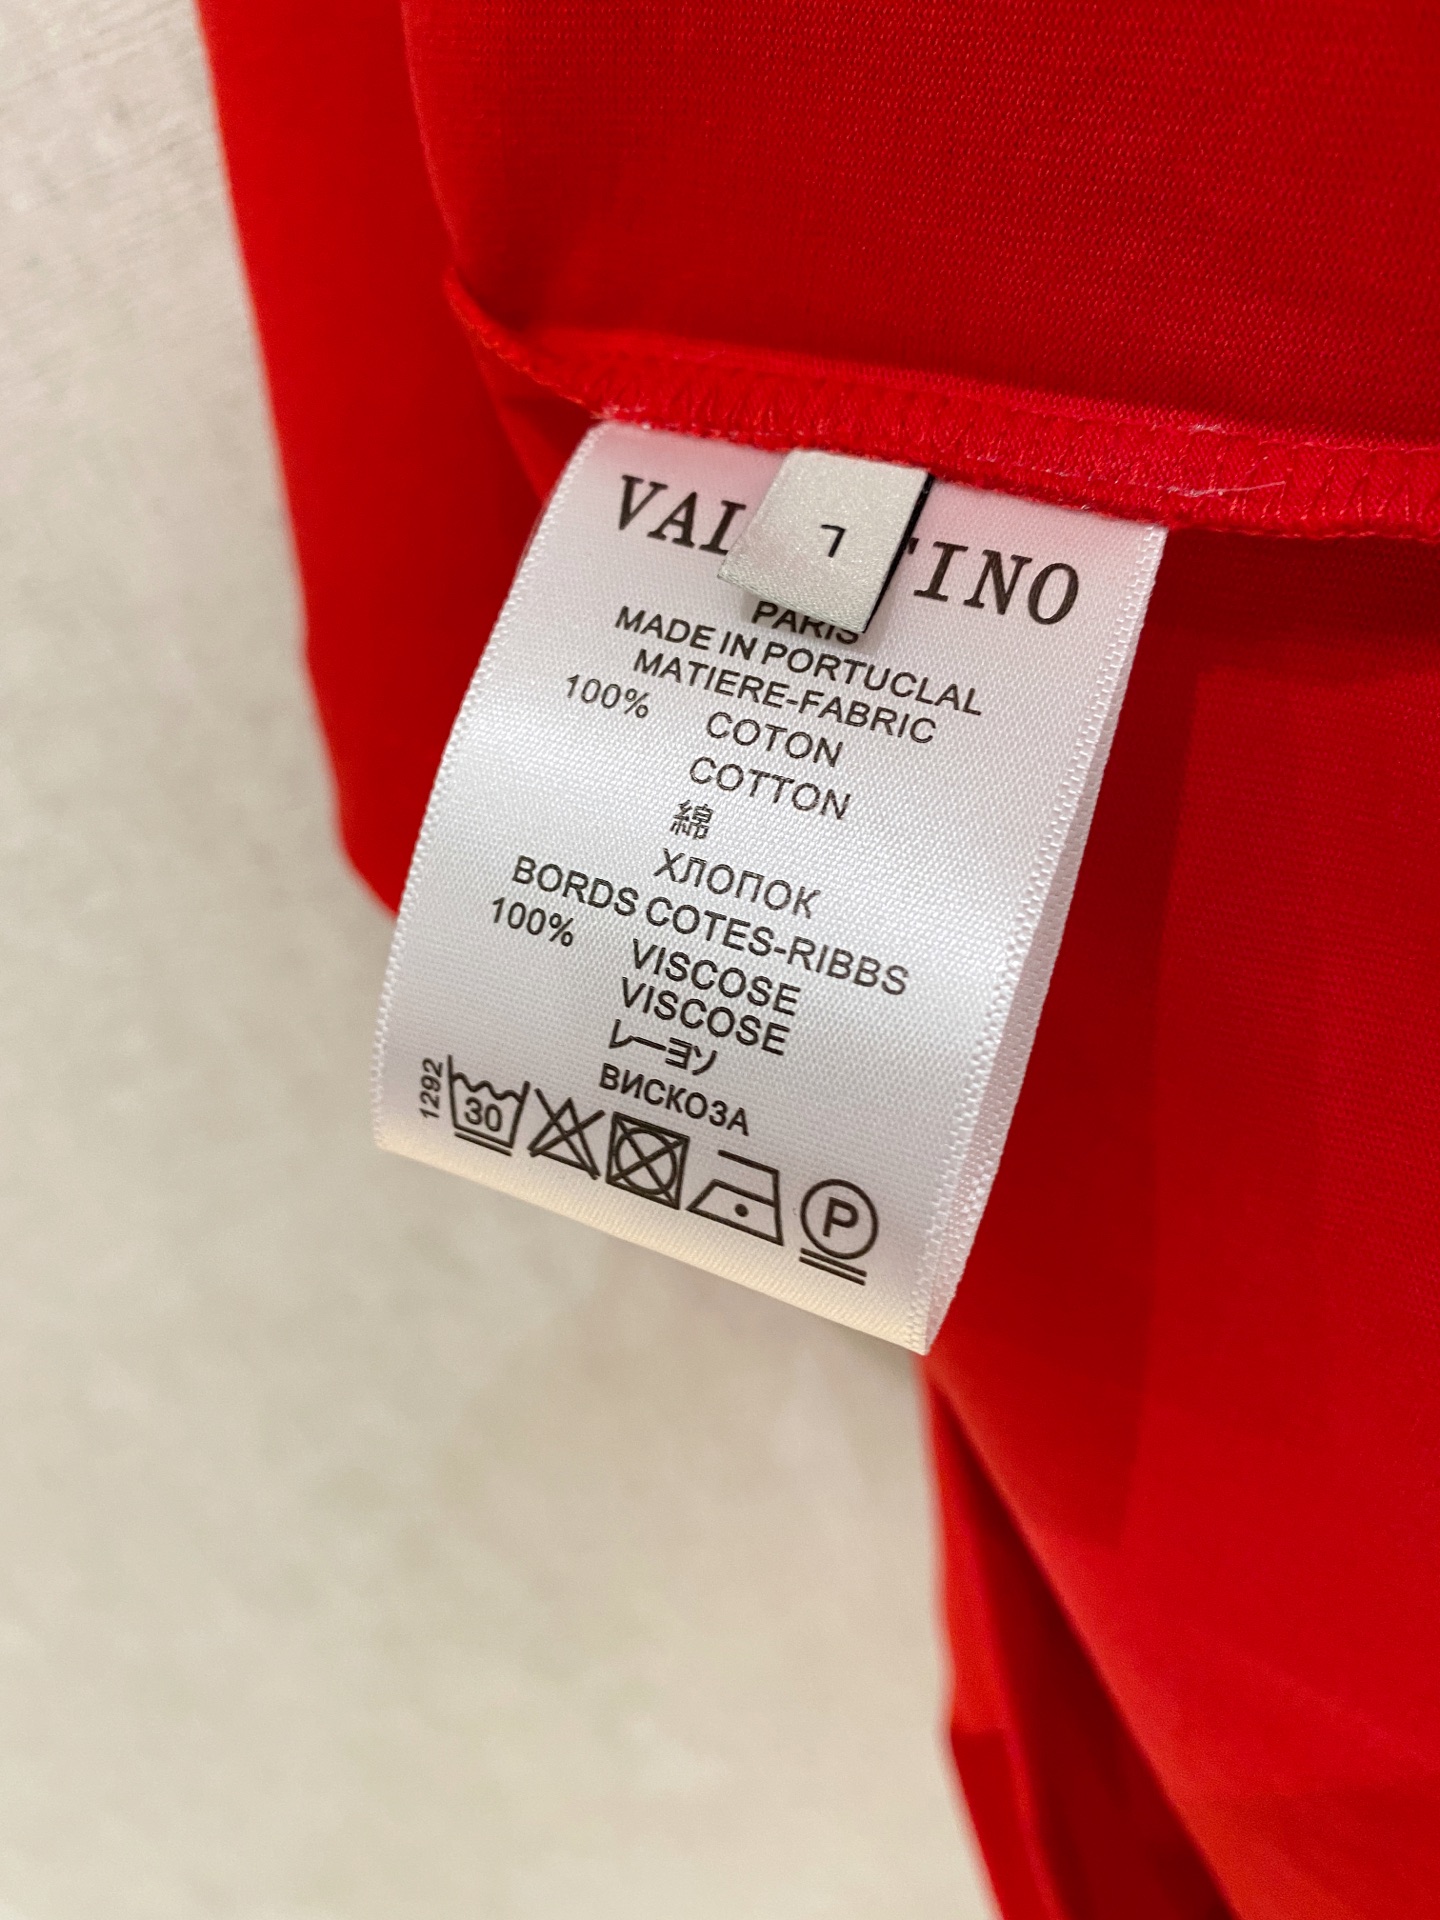 VAL TINO
L
PARIS
MADE IN PORTUCLAL
MATIERE-FABRIC
100% COTON
COTTON
綿
ХЛОПОК
BORDS COTES-RIBBS
100% VISCOSE
VISCOSE
レーヨン
ВИСКОЗА
1292
30
P